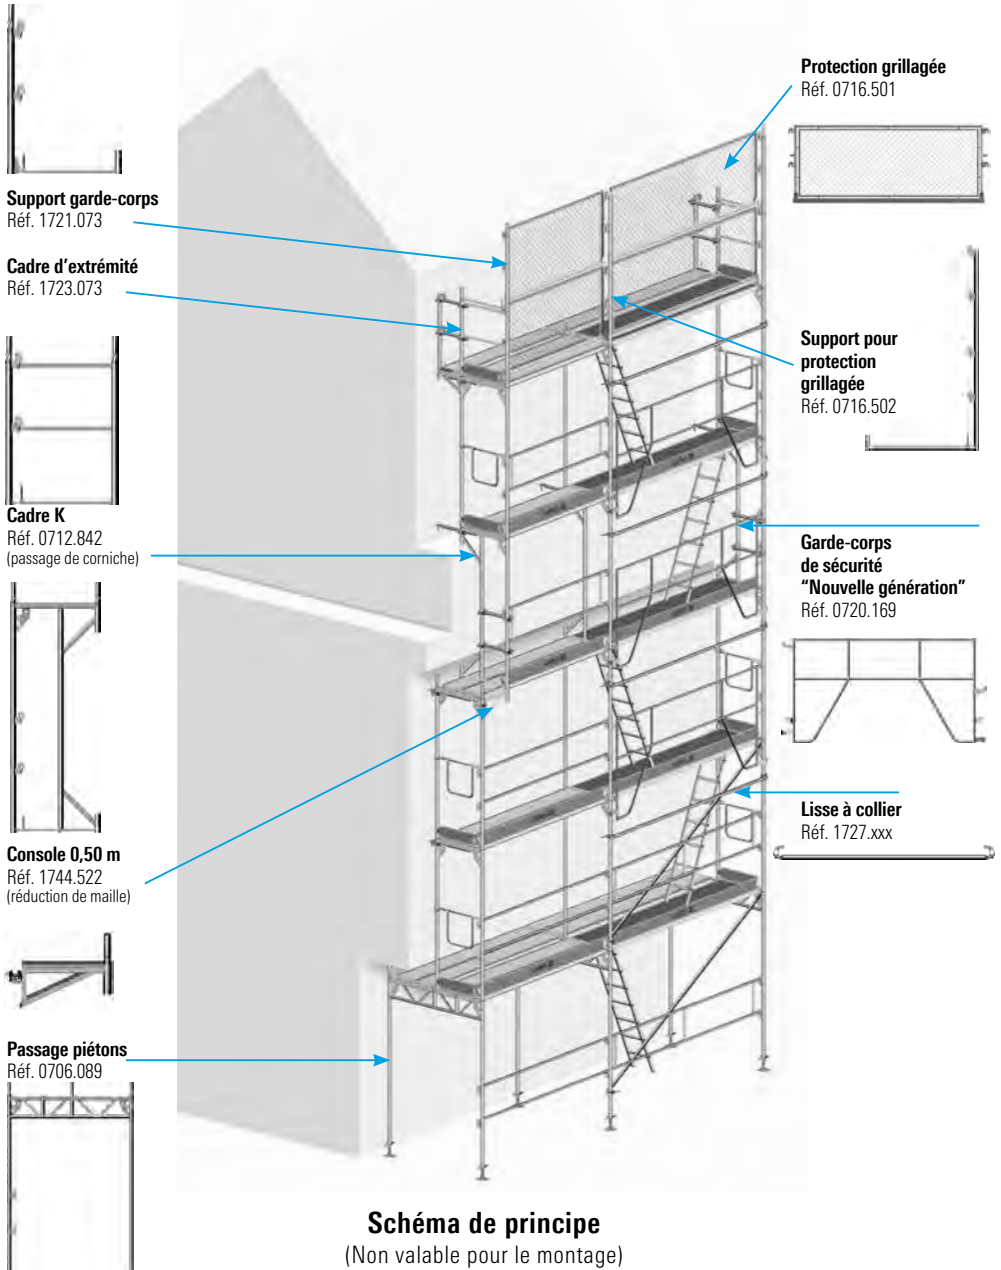 Protection grillagée
Réf. 0716.501
Support garde-corps
Réf. 1721.073
Cadre d'extrémité
Réf. 1723.073
Support pour
protection
grillagée
Réf. 0716.502
Cadre K
Réf. 0712.842
(passage de corniche)
Garde-corps
de sécurité
"Nouvelle génération"
Réf. 0720.169
Lisse à collier
Réf. 1727.xxx
Console 0,50 m
Réf. 1744.522
(réduction de maille)
Passage piétons
Réf. 0706.089
Schéma de principe
(Non valable pour le montage)